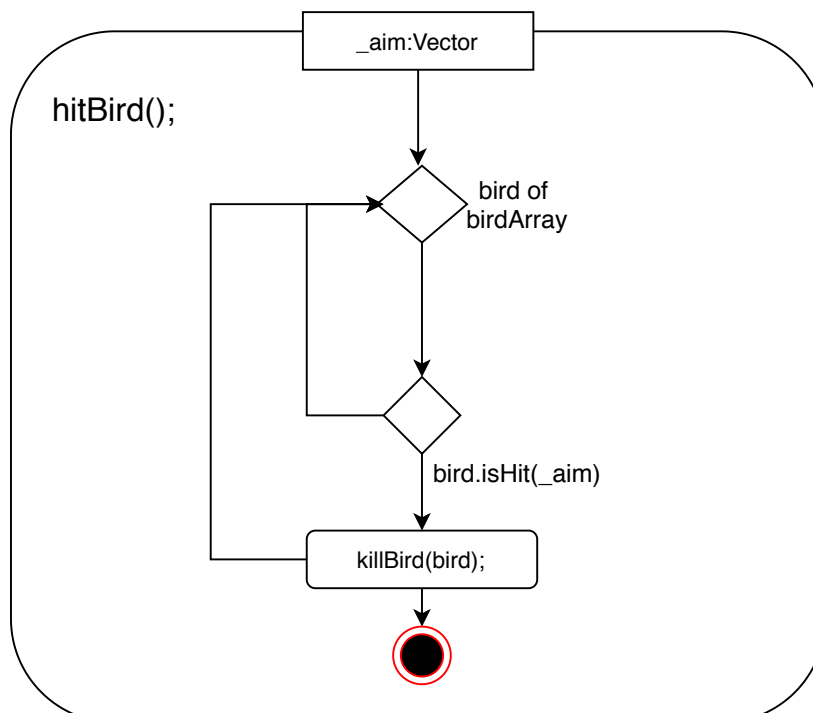 _aim:Vector
hitBird();
bird of
birdArray
bird.isHit(_aim)
killBird(bird);